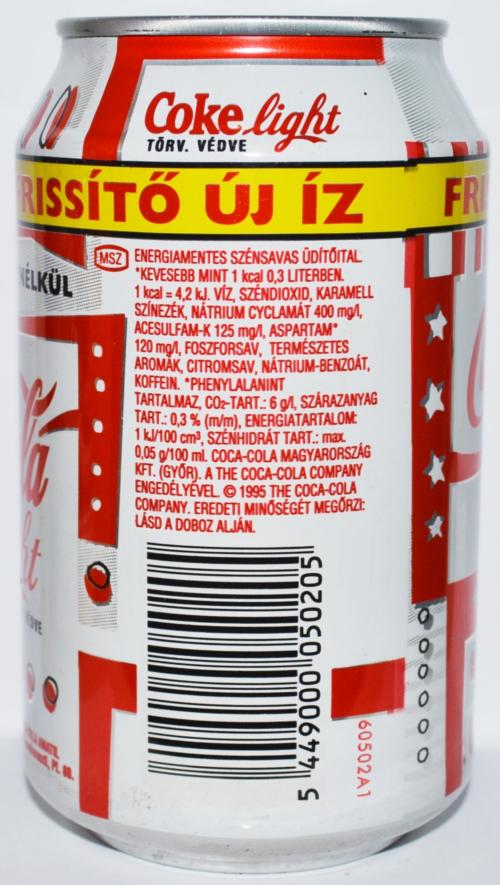 Coke light
TÖRV. VÉDVE
FRISSÍTŐ ÚJ ÍZ
FRI
NÉLKÜL
MSZ
ENERGIAMENTES SZÉNSAVAS ÜDÍTŐITAL.
*KEVESEBB MINT 1 kcal 0,3 LITERBEN.
1 kcal = 4,2 kJ. VÍZ, SZÉNDIOXID, KARAMELL
SZÍNEZÉK, NÁTRIUM CYCLAMÁT 400 mg/l,
ACESULFAM-K 125 mg/l, ASPARTAM*
120 mg/l, FOSZFORSAV, TERMÉSZETES
AROMÁK, CITROMSAV, NÁTRIUM-BENZOÁT,
KOFFEIN. *PHENYLALANINT
TARTALMAZ, CO₂-TART.: 6 g/l, SZÁRAZANYAG
TART.: 0,3 % (m/m), ENERGIATARTALOM:
1 kJ/100 cm³, SZÉNHIDRÁT TART.: max.
0,05 g/100 ml. COCA-COLA MAGYARORSZÁG
KFT. (GYŐR). A THE COCA-COLA COMPANY
ENGEDÉLYÉVEL. © 1995 THE COCA-COLA
COMPANY. EREDETI MINŐSÉGÉT MEGŐRZI:
LÁSD A DOBOZ ALJÁN.
5 449000 050205
60502A1
VÉDVE